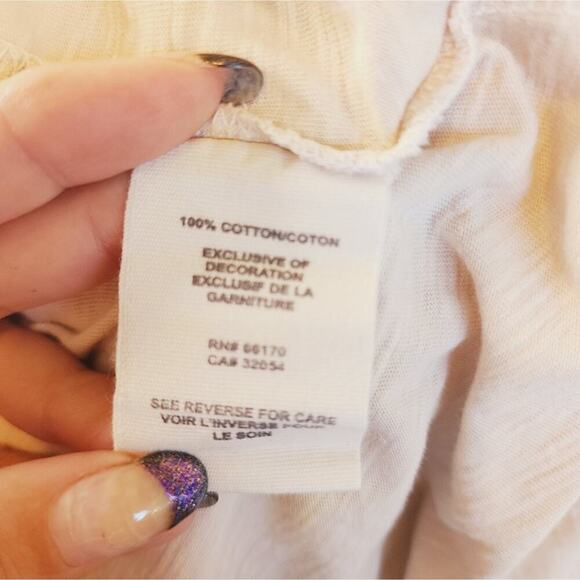 100% COTTON/COTON
EXCLUSIVE OF
DECORATION
EXCLUSIF DE LA
GARNITURE
RN# 66170
CA# 32054
SEE REVERSE FOR CARE
VOIR L'INVERSE POUR
LE SOIN